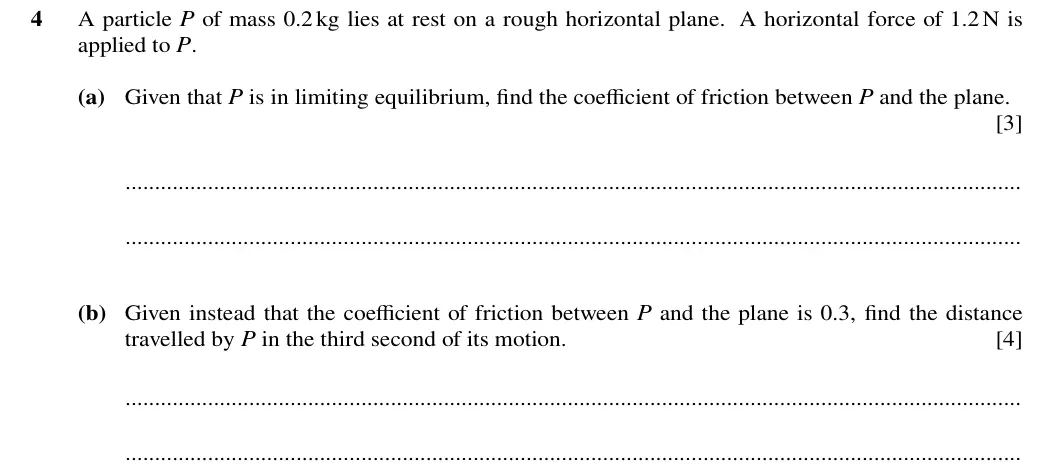 4 A particle P of mass 0.2 kg lies at rest on a rough horizontal plane. A horizontal force of 1.2 N is
applied to P.
(a) Given that P is in limiting equilibrium, find the coefficient of friction between P and the plane.
[3]
................................................................................................................................................................
................................................................................................................................................................
(b) Given instead that the coefficient of friction between P and the plane is 0.3, find the distance
travelled by P in the third second of its motion. [4]
................................................................................................................................................................
................................................................................................................................................................